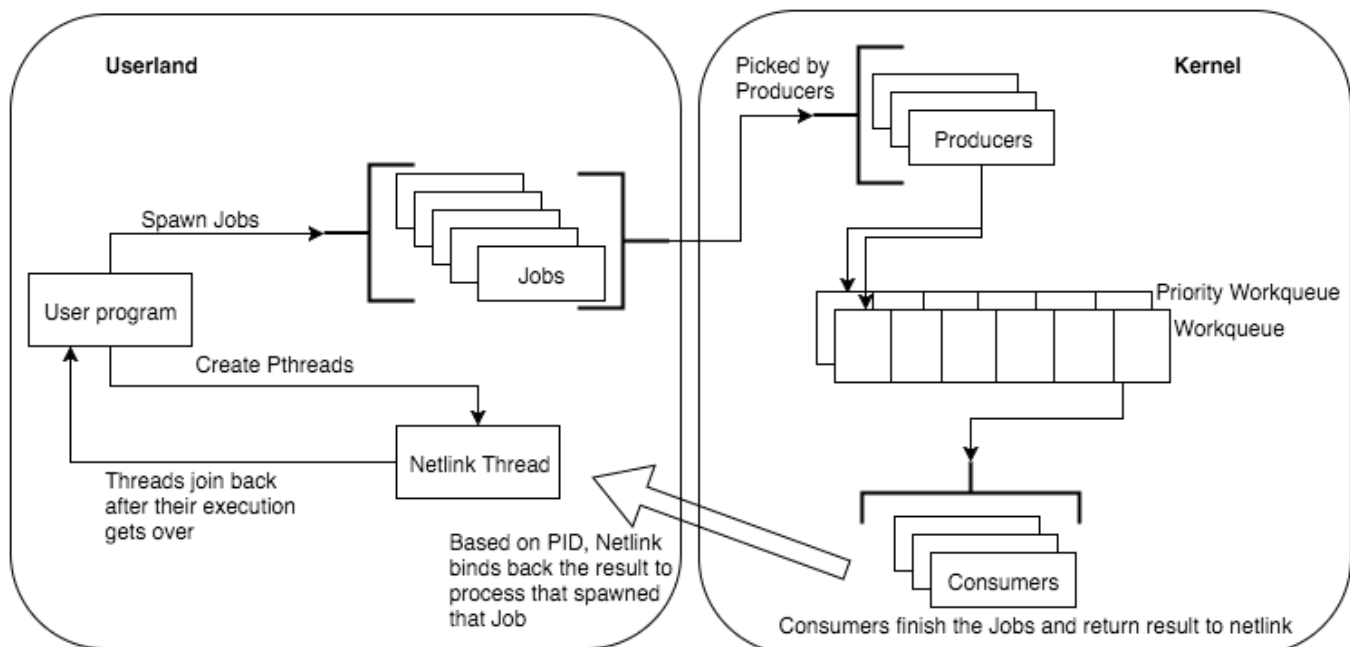 Userland
Kernel
Picked by
Producers
Producers
Spawn Jobs
Jobs
User program
Priority Workqueue
Workqueue
Create Pthreads
Netlink Thread
Threads join back
after their execution
gets over
Based on PID, Netlink
binds back the result to
process that spawned
that Job
Consumers
Consumers finish the Jobs and return result to netlink